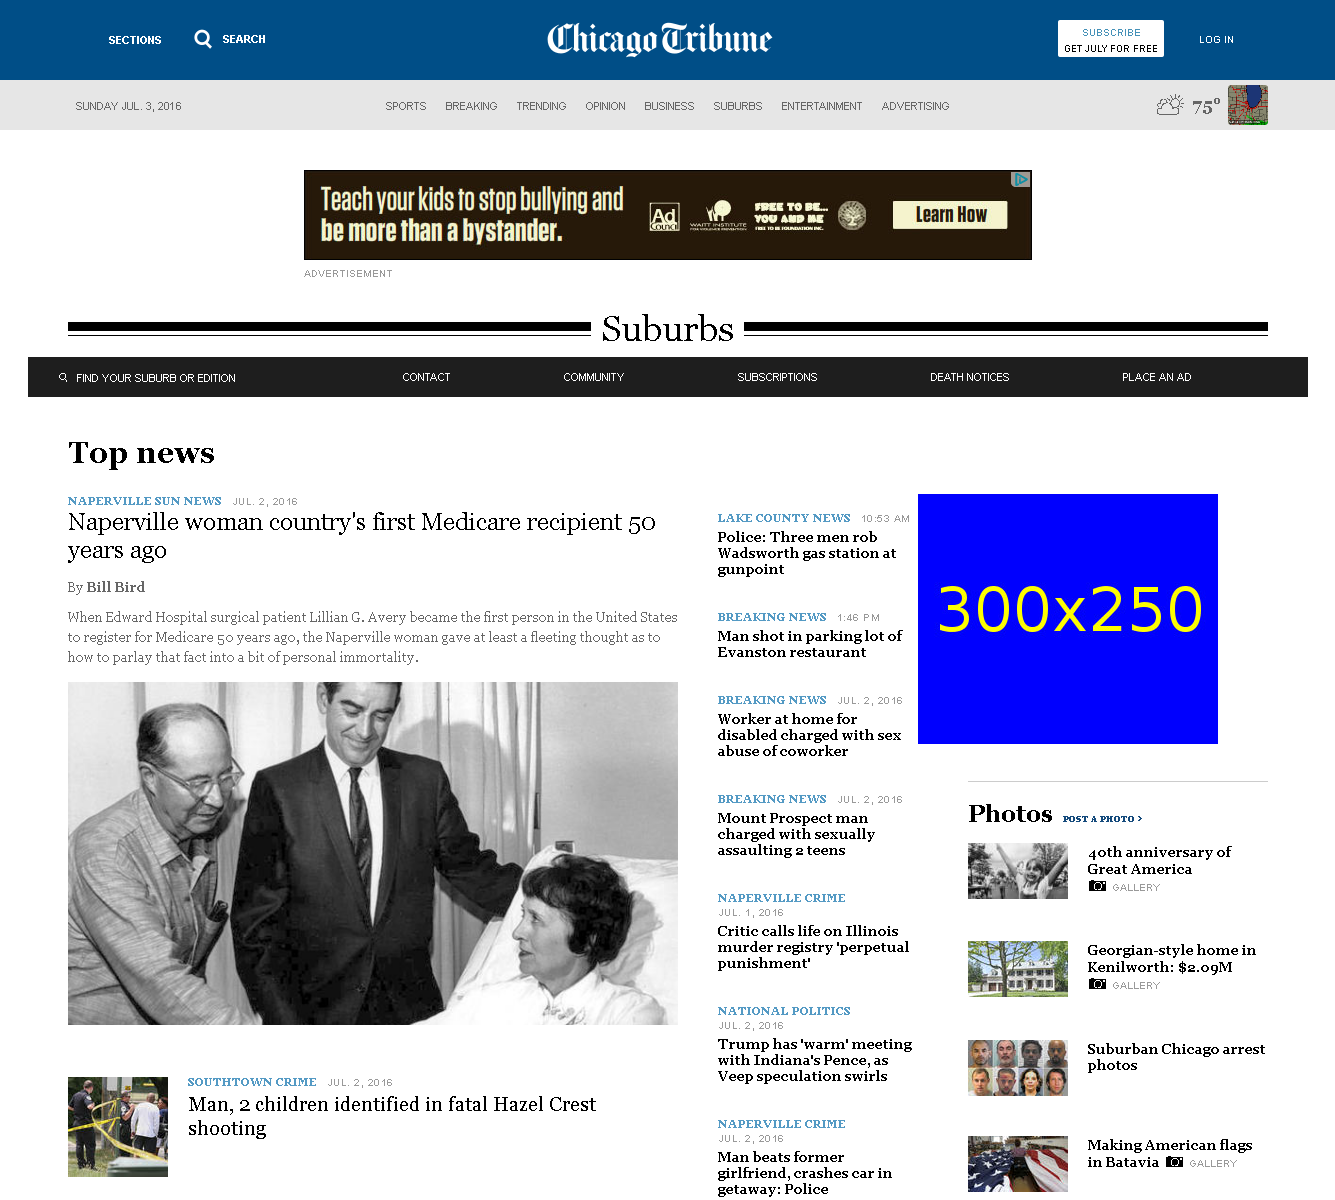 SECTIONS
SEARCH
Chicago Tribune
SUBSCRIBE
GET JULY FOR FREE
LOG IN
SUNDAY JUL. 3, 2016
SPORTS
BREAKING
TRENDING
OPINION
BUSINESS
SUBURBS
ENTERTAINMENT
ADVERTISING
75°
Teach your kids to stop bullying and
be more than a bystander.
Ad
Council
WAITT INSTITUTE
FOR VIOLENCE PREVENTION
FREE TO BE...
YOU AND ME
FREE TO BE FOUNDATION INC.
Learn How
ADVERTISEMENT
Suburbs
FIND YOUR SUBURB OR EDITION
CONTACT
COMMUNITY
SUBSCRIPTIONS
DEATH NOTICES
PLACE AN AD
Top news
NAPERVILLE SUN NEWS JUL. 2, 2016
Naperville woman country's first Medicare recipient 50
years ago
By Bill Bird
When Edward Hospital surgical patient Lillian G. Avery became the first person in the United States
to register for Medicare 50 years ago, the Naperville woman gave at least a fleeting thought as to
how to parlay that fact into a bit of personal immortality.
SOUTHTOWN CRIME JUL. 2, 2016
Man, 2 children identified in fatal Hazel Crest
shooting
LAKE COUNTY NEWS 10:53 AM
Police: Three men rob
Wadsworth gas station at
gunpoint
BREAKING NEWS 1:46 PM
Man shot in parking lot of
Evanston restaurant
BREAKING NEWS JUL. 2, 2016
Worker at home for
disabled charged with sex
abuse of coworker
BREAKING NEWS JUL. 2, 2016
Mount Prospect man
charged with sexually
assaulting 2 teens
NAPERVILLE CRIME
JUL. 1, 2016
Critic calls life on Illinois
murder registry 'perpetual
punishment'
NATIONAL POLITICS
JUL. 2, 2016
Trump has 'warm' meeting
with Indiana's Pence, as
Veep speculation swirls
NAPERVILLE CRIME
JUL. 2, 2016
Man beats former
girlfriend, crashes car in
getaway: Police
300x250
Photos POST A PHOTO >
40th anniversary of
Great America
GALLERY
Georgian-style home in
Kenilworth: $2.09M
GALLERY
Suburban Chicago arrest
photos
Making American flags
in Batavia GALLERY